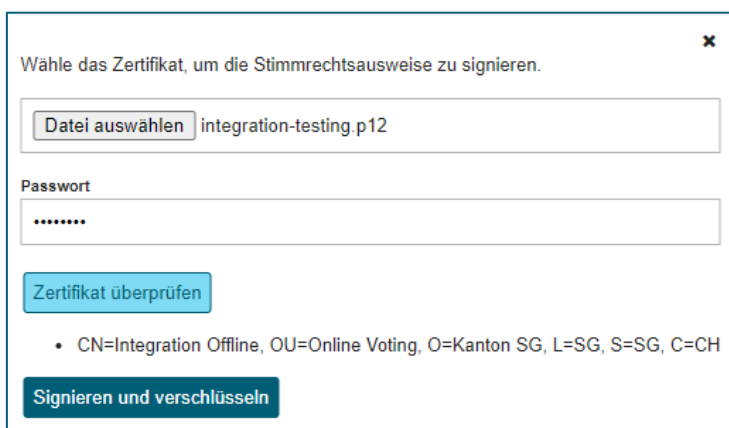 Wähle das Zertifikat, um die Stimmrechtsausweise zu signieren.
Datei auswählen integration-testing.p12
Passwort
••••••••
Zertifikat überprüfen
• CN=Integration Offline, OU=Online Voting, O=Kanton SG, L=SG, S=SG, C=CH
Signieren und verschlüsseln